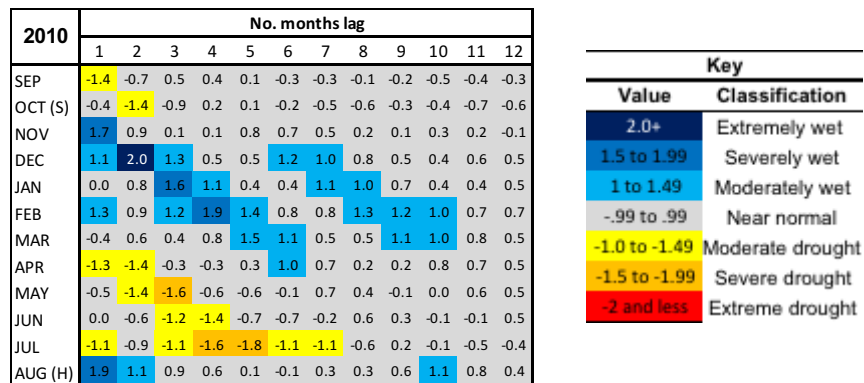 2010 No. months lag
1 2 3 4 5 6 7 8 9 10 11 12
SEP -1.4 -0.7 0.5 0.4 0.1 -0.3 -0.3 -0.1 -0.2 -0.5 -0.4 -0.3
OCT (S) -0.4 -1.4 -0.9 0.2 0.1 -0.2 -0.5 -0.6 -0.3 -0.4 -0.7 -0.6
NOV 1.7 0.9 0.1 0.1 0.8 0.7 0.5 0.2 0.1 0.3 0.2 -0.1
DEC 1.1 2.0 1.3 0.5 0.5 1.2 1.0 0.8 0.5 0.4 0.6 0.5
JAN 0.0 0.8 1.6 1.1 0.4 0.4 1.1 1.0 0.7 0.4 0.4 0.5
FEB 1.3 0.9 1.2 1.9 1.4 0.8 0.8 1.3 1.2 1.0 0.7 0.7
MAR -0.4 0.6 0.4 0.8 1.5 1.1 0.5 0.5 1.1 1.0 0.8 0.5
APR -1.3 -1.4 -0.3 -0.3 0.3 1.0 0.7 0.2 0.2 0.8 0.7 0.5
MAY -0.5 -1.4 -1.6 -0.6 -0.6 -0.1 0.7 0.4 -0.1 0.0 0.6 0.5
JUN 0.0 -0.6 -1.2 -1.4 -0.7 -0.7 -0.2 0.6 0.3 -0.1 -0.1 0.5
JUL -1.1 -0.9 -1.1 -1.6 -1.8 -1.1 -1.1 -0.6 0.2 -0.1 -0.5 -0.4
AUG (H) 1.9 1.1 0.9 0.6 0.1 -0.1 0.3 0.3 0.6 1.1 0.8 0.4
Key
Value Classification
2.0+ Extremely wet
1.5 to 1.99 Severely wet
1 to 1.49 Moderately wet
-.99 to .99 Near normal
-1.0 to -1.49 Moderate drought
-1.5 to -1.99 Severe drought
-2 and less Extreme drought